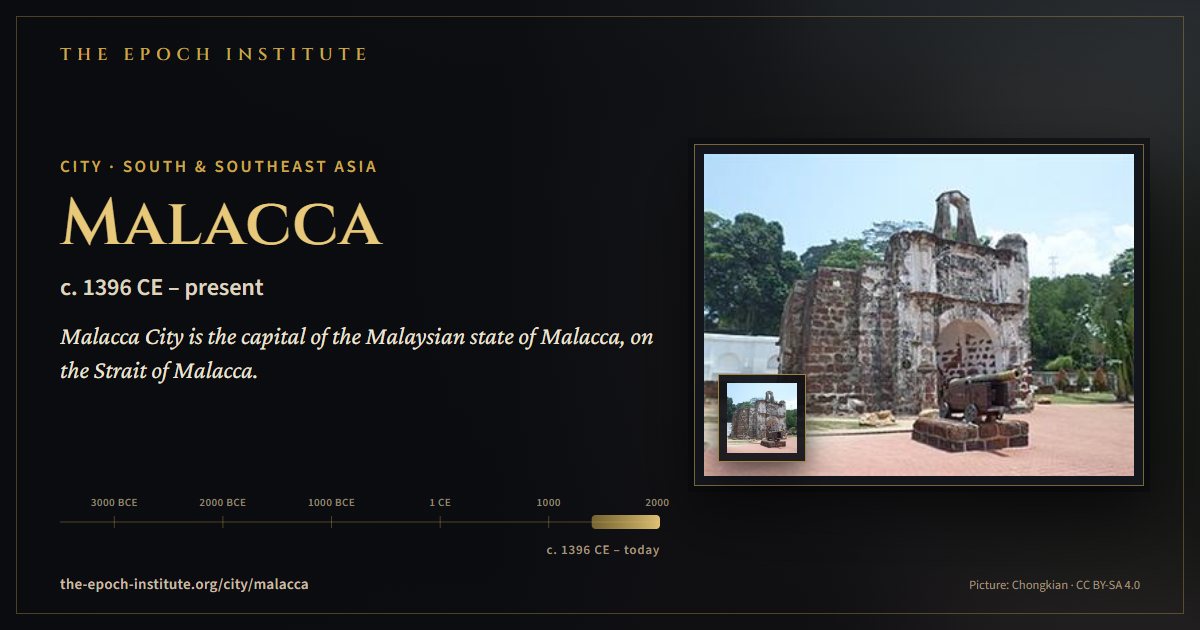 THE EPOCH INSTITUTE
CITY · SOUTH & SOUTHEAST ASIA
MALACCA
c. 1396 CE – present
Malacca City is the capital of the Malaysian state of Malacca, on
the Strait of Malacca.
3000 BCE 2000 BCE 1000 BCE 1 CE 1000 2000
c. 1396 CE – today
the-epoch-institute.org/city/malacca
Picture: Chongkian · CC BY-SA 4.0